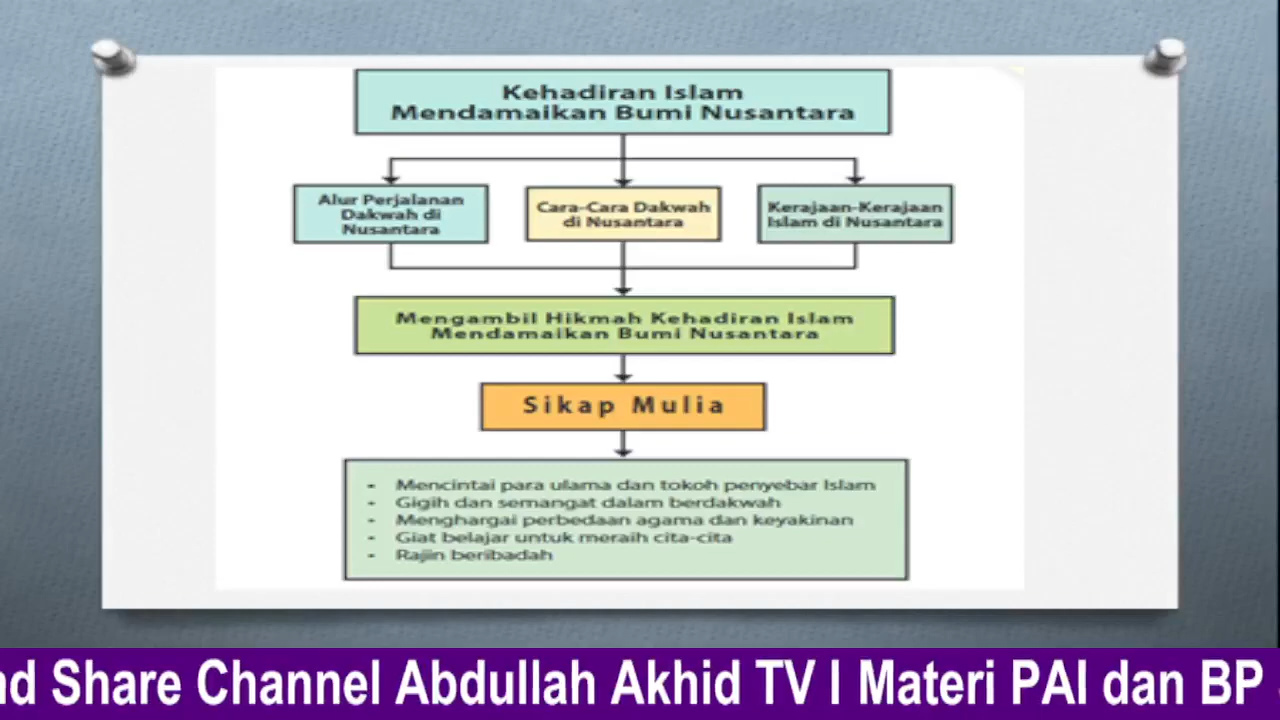 Kehadiran Islam
Mendamaikan Bumi Nusantara
Alur Perjalanan
Dakwah di
Nusantara
Cara-Cara Dakwah
di Nusantara
Kerajaan-Kerajaan
Islam di Nusantara
Mengambil Hikmah Kehadiran Islam
Mendamaikan Bumi Nusantara
Sikap Mulia
- Mencintai para ulama dan tokoh penyebar Islam
- Gigih dan semangat dalam berdakwah
- Menghargai perbedaan agama dan keyakinan
- Giat belajar untuk meraih cita-cita
- Rajin beribadah
nd Share Channel Abdullah Akhid TV I Materi PAI dan BP